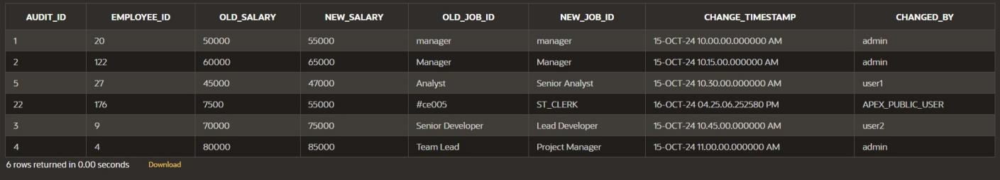 AUDIT_ID EMPLOYEE_ID OLD_SALARY NEW_SALARY OLD_JOB_ID NEW_JOB_ID CHANGE_TIMESTAMP CHANGED_BY
1 20 50000 55000 manager manager 15-OCT-24 10.00.00.000000 AM admin
2 122 60000 65000 Manager Manager 15-OCT-24 10.15.00.000000 AM admin
5 27 45000 47000 Analyst Senior Analyst 15-OCT-24 10.30.00.000000 AM user1
22 176 7500 55000 #ce005 ST_CLERK 16-OCT-24 04.25.06.252580 PM APEX_PUBLIC_USER
3 9 70000 75000 Senior Developer Lead Developer 15-OCT-24 10.45.00.000000 AM user2
4 4 80000 85000 Team Lead Project Manager 15-OCT-24 11.00.00.000000 AM admin
6 rows returned in 0.00 seconds Download